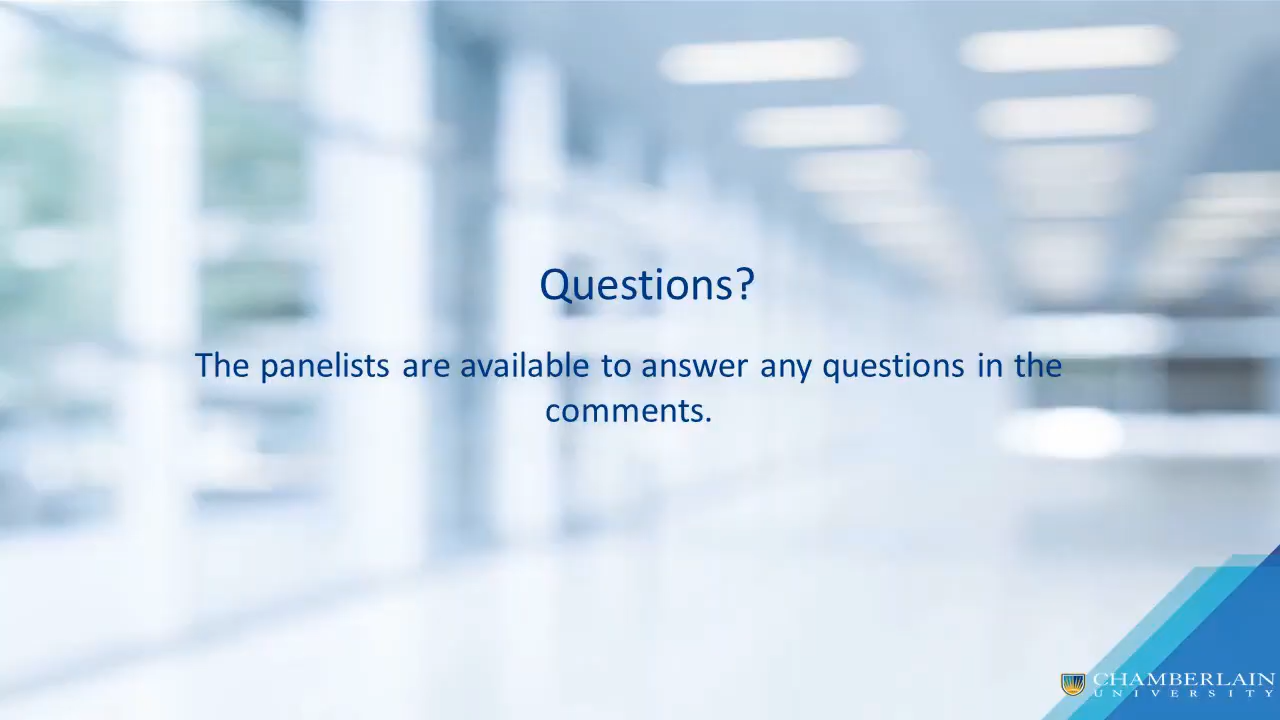 Questions?
The panelists are available to answer any questions in the
comments.
CHAMBERLAIN
UNIVERSITY